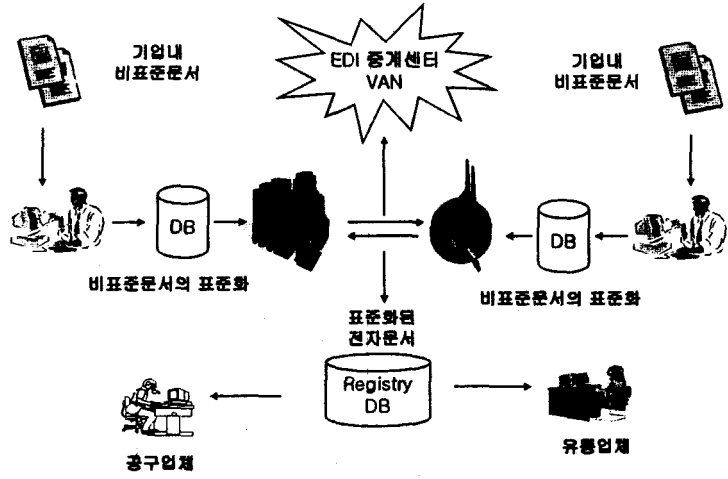 기업내
비표준문서
EDI 중계센터
VAN
기업내
비표준문서
DB
DB
비표준문서의 표준화
비표준문서의 표준화
표준화된
전자문서
Registry
DB
공구업체
유통업체